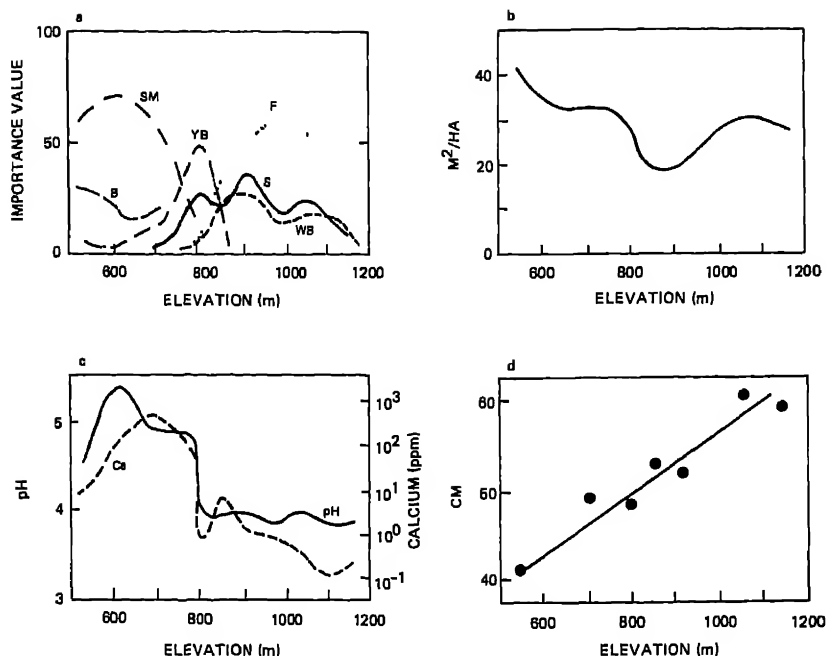 a
100
50
0
IMPORTANCE VALUE
SM
YB
F
B
S
WB
600 800 1000 1200
ELEVATION (m)
b
40
20
0
M²/HA
600 800 1000 1200
ELEVATION (m)
c
5
4
3
pH
Ca
pH
10³
10²
10¹
10⁰
10⁻¹
CALCIUM (ppm)
600 800 1000 1200
ELEVATION (m)
d
60
50
40
CM
600 800 1000 1200
ELEVATION (m)